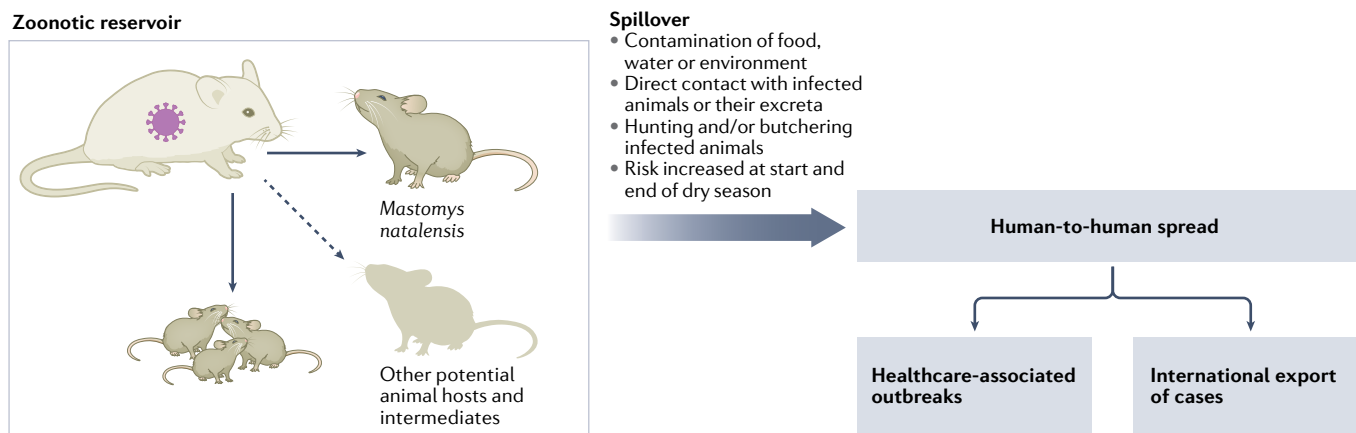 Zoonotic reservoir
Mastomys
natalensis
Other potential
animal hosts and
intermediates
Spillover
• Contamination of food,
water or environment
• Direct contact with infected
animals or their excreta
• Hunting and/or butchering
infected animals
• Risk increased at start and
end of dry season
Human-to-human spread
Healthcare-associated
outbreaks
International export
of cases